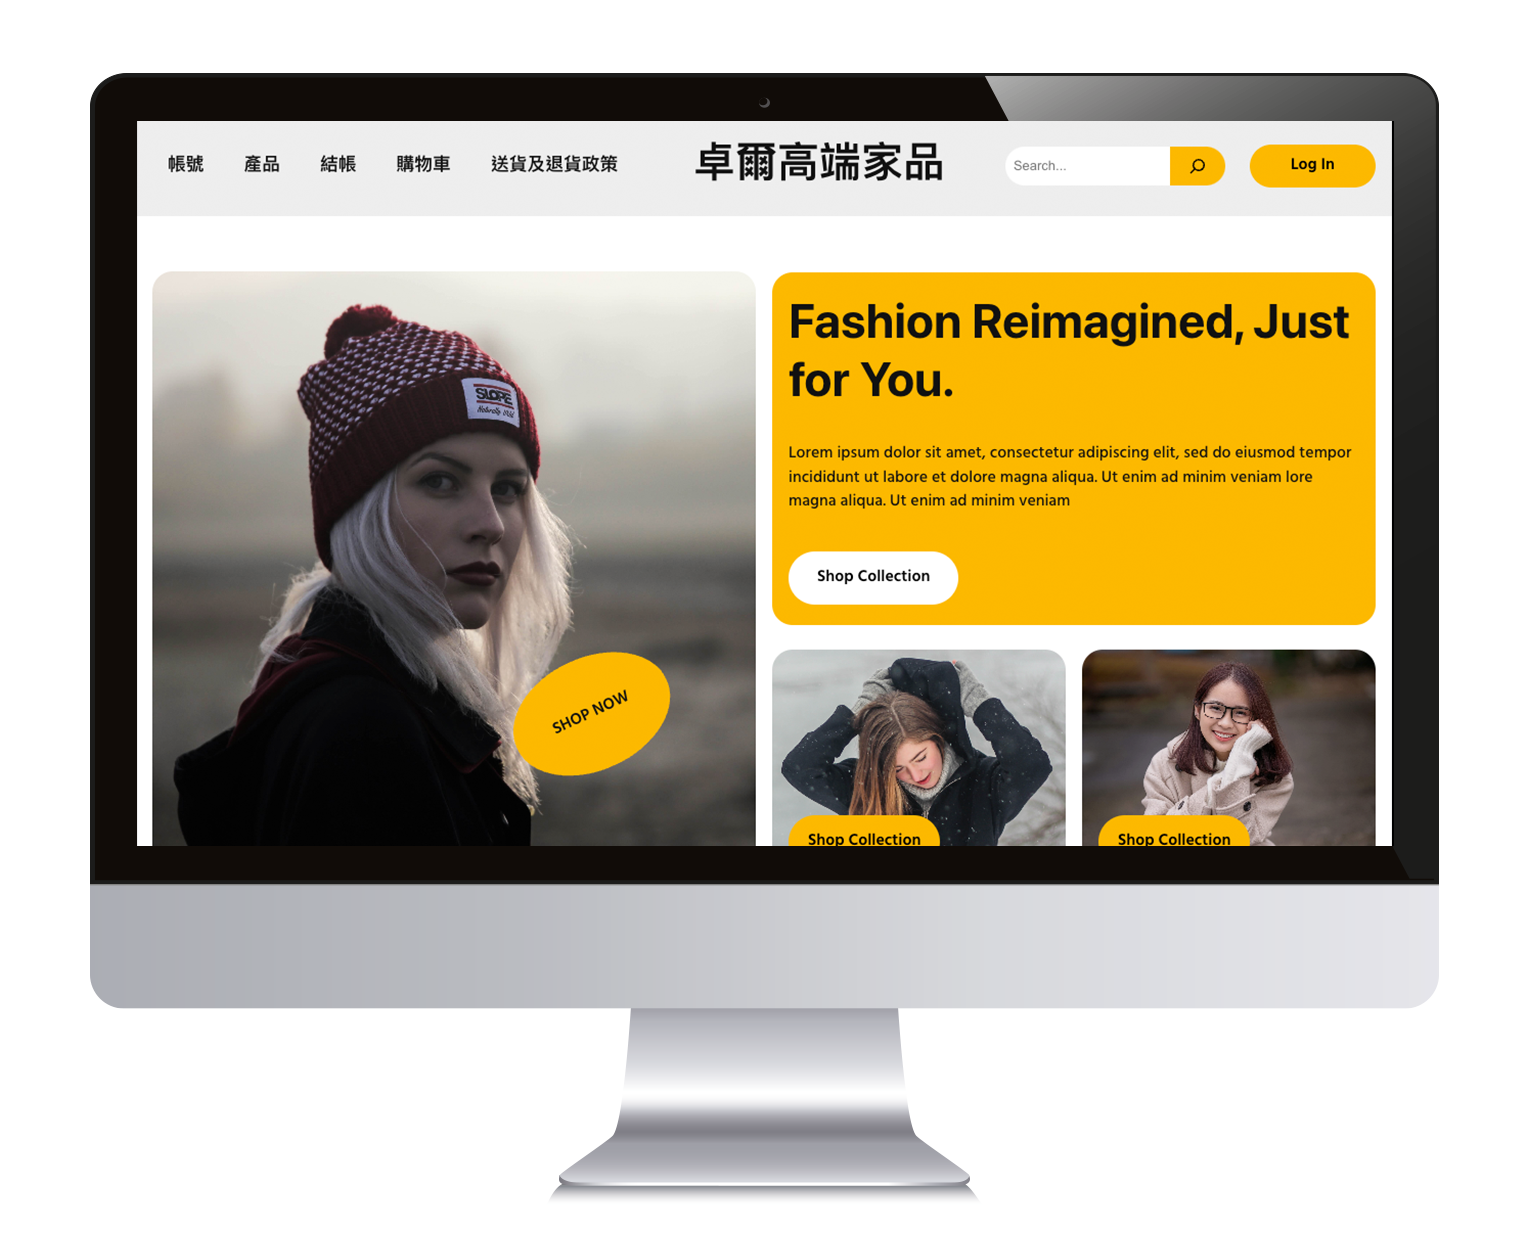 帳號 產品 結帳 購物車 送貨及退貨政策 卓爾高端家品 Search... Log In
SLOPE
Naturally Wild
SHOP NOW
Fashion Reimagined, Just
for You.
Lorem ipsum dolor sit amet, consectetur adipiscing elit, sed do eiusmod tempor
incididunt ut labore et dolore magna aliqua. Ut enim ad minim veniam lore
magna aliqua. Ut enim ad minim veniam
Shop Collection
Shop Collection
Shop Collection